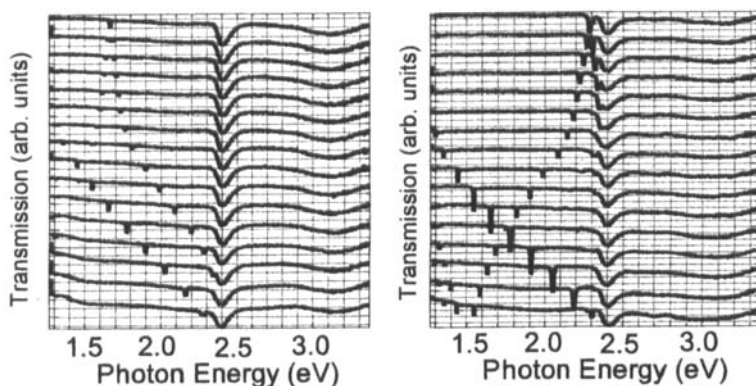 Transmission (arb. units)
1.5 2.0 2.5 3.0
Photon Energy (eV)
Transmission (arb. units)
1.5 2.0 2.5 3.0
Photon Energy (eV)